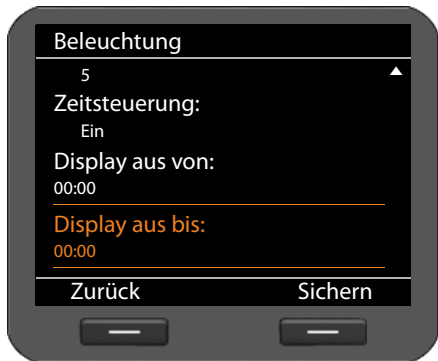 Beleuchtung
5
Zeitsteuerung:
Ein
Display aus von:
00:00
Display aus bis:
00:00
Zurück Sichern